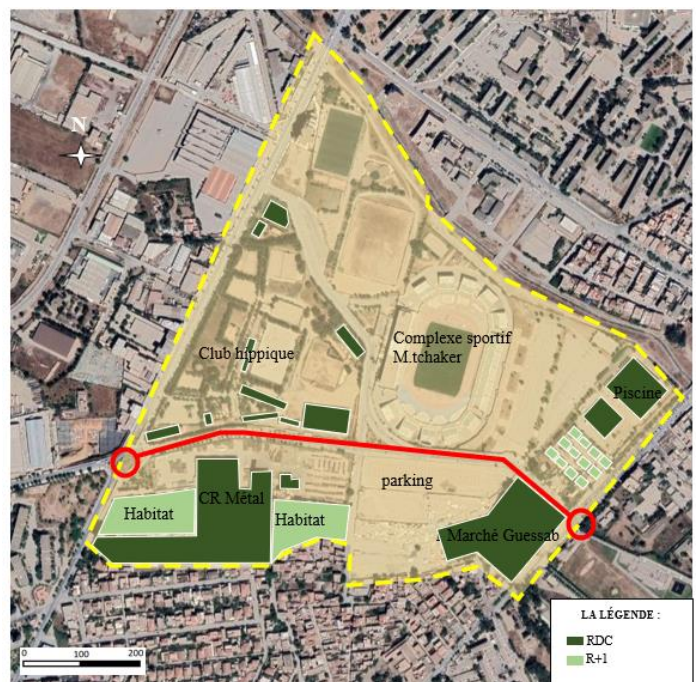 N
Club hippique
Complexe sportif
M.tchaker
Piscine
parking
CR Métal
Habitat
Habitat
Marché Guessab
LA LÉGENDE :
RDC
R+1
0 100 200